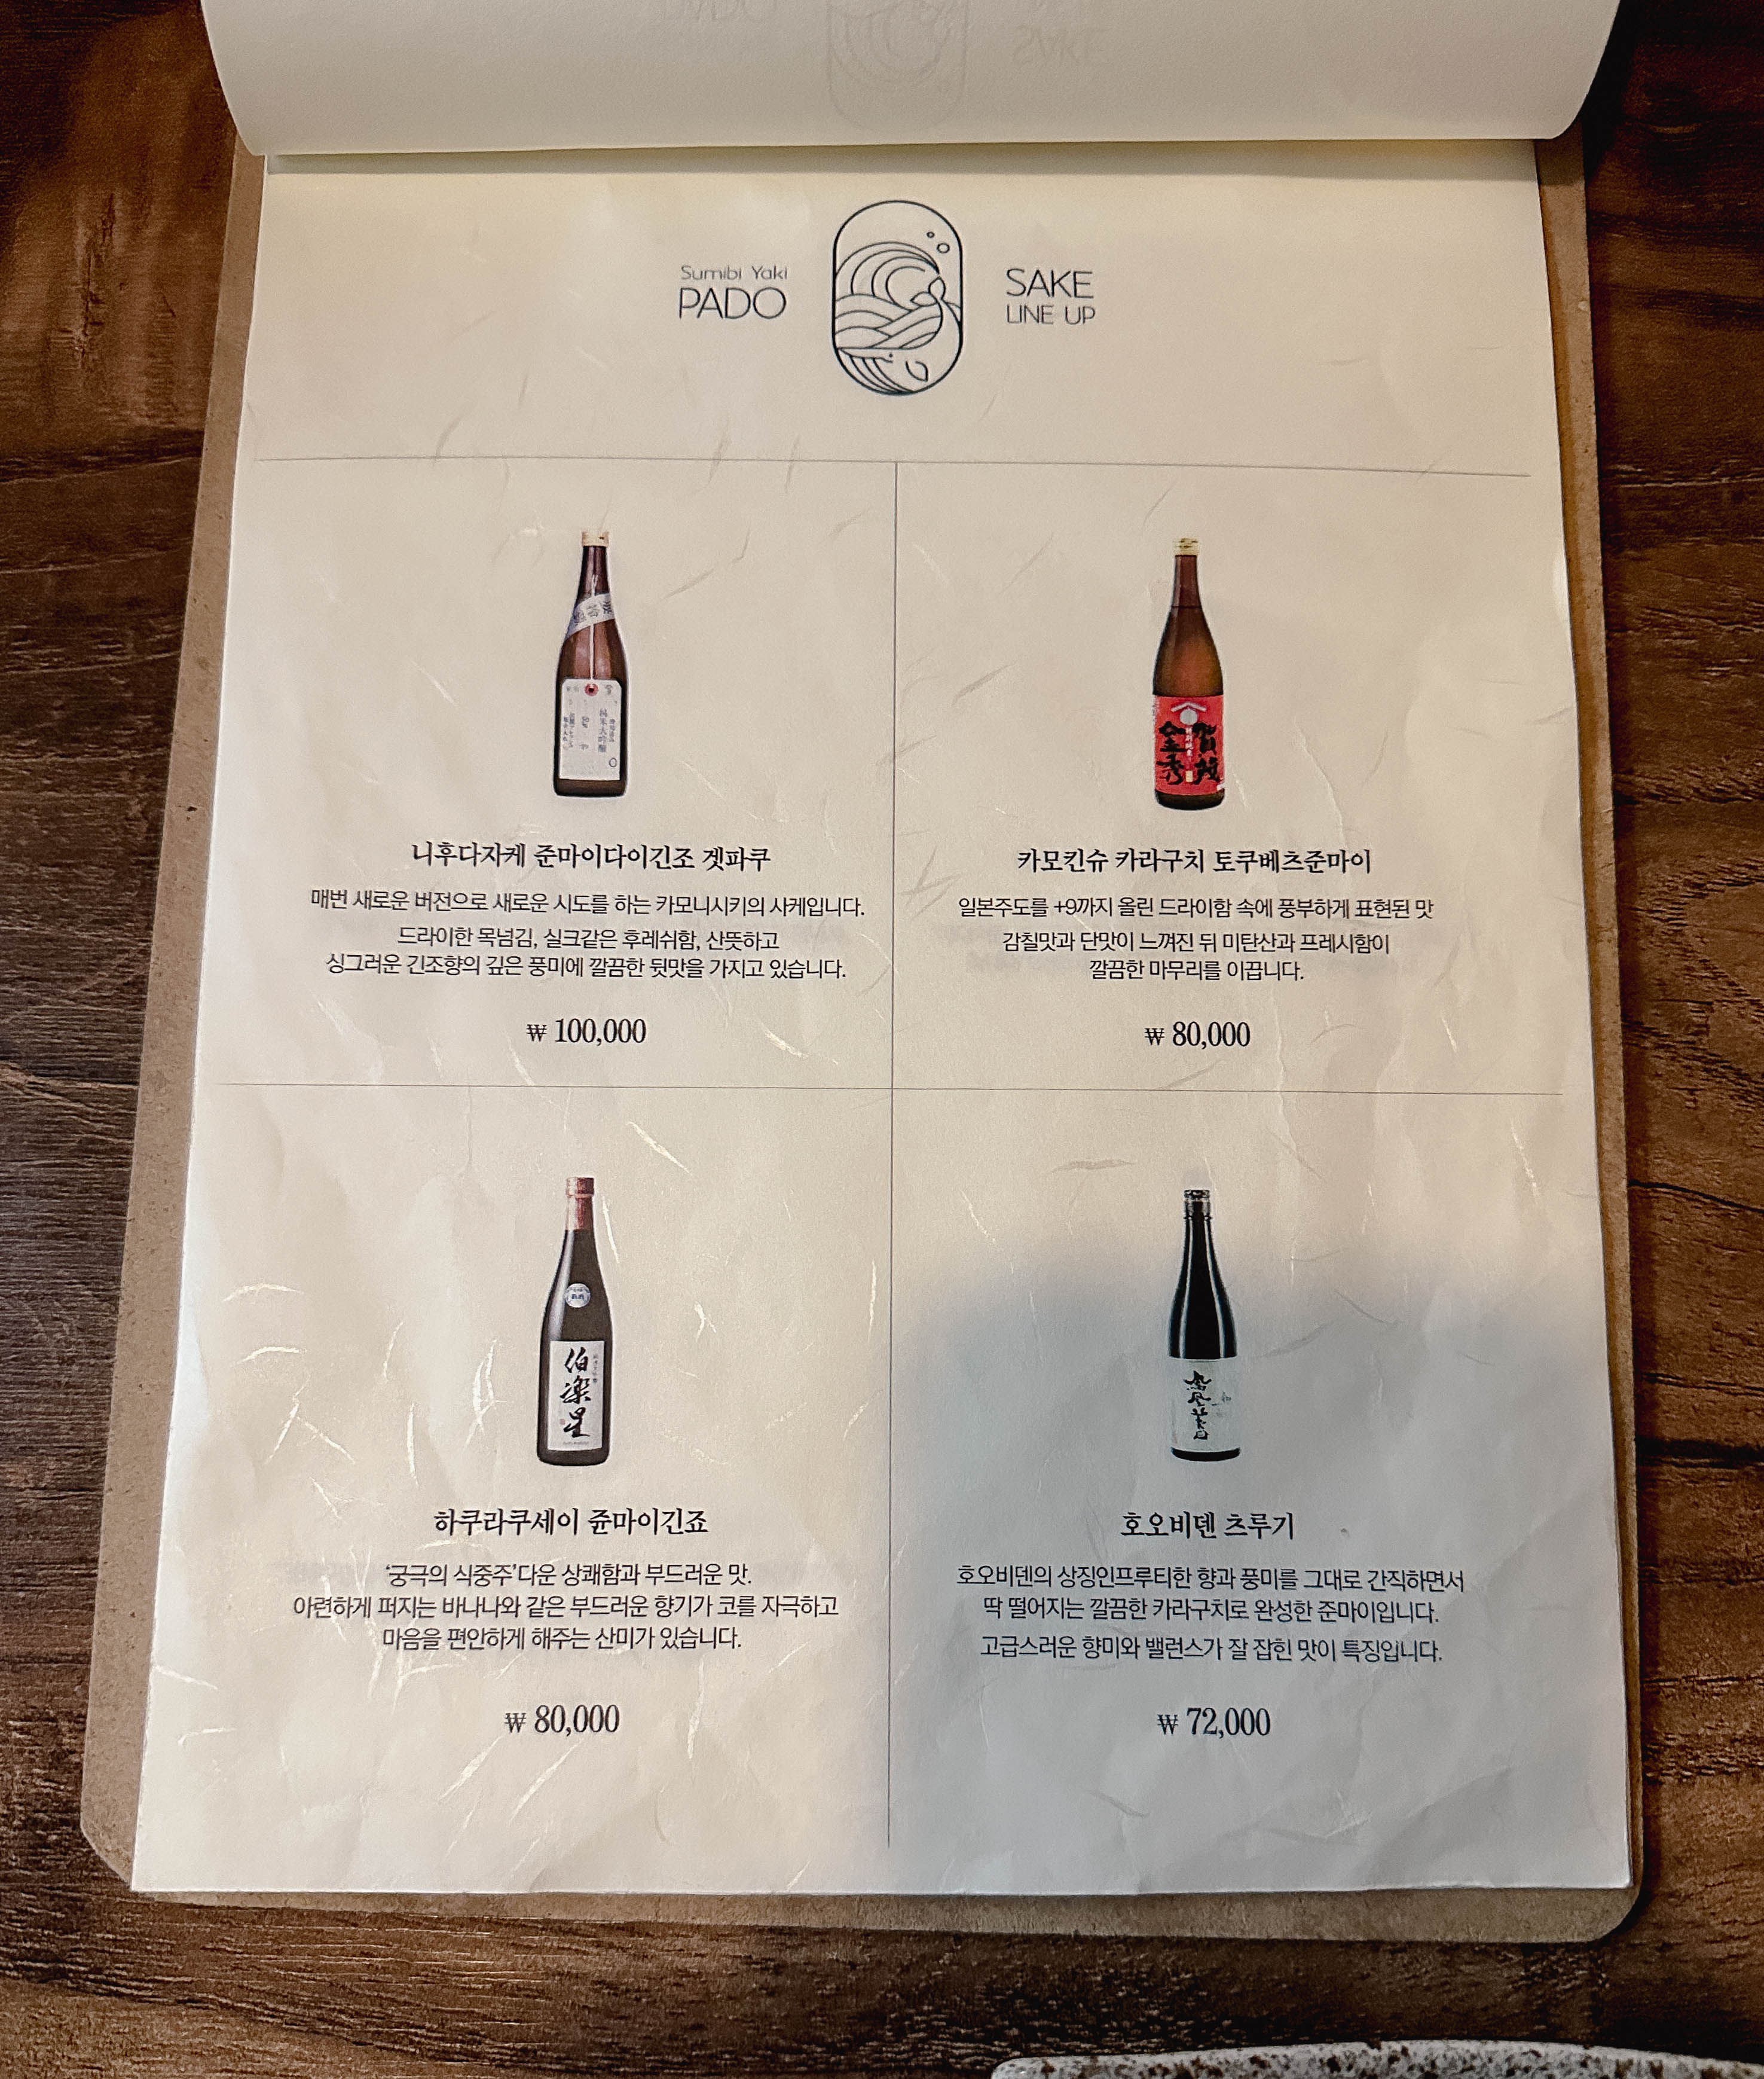 Sumibi Yaki
PADO
SAKE
LINE UP
니후다자케 준마이다이긴조 겟파쿠
매번 새로운 버전으로 새로운 시도를 하는 카모니시키의 사케입니다.
드라이한 목넘김, 실크같은 후레쉬함, 산뜻하고
싱그러운 긴조향의 깊은 풍미에 깔끔한 뒷맛을 가지고 있습니다.
₩ 100,000
賀茂
金秀
카모킨슈 카라구치 토쿠베츠준마이
일본주도를 +9까지 올린 드라이함 속에 풍부하게 표현된 맛
감칠맛과 단맛이 느껴진 뒤 미탄산과 프레시함이
깔끔한 마무리를 이끕니다.
₩ 80,000
伯楽星
하쿠라쿠세이 쥰마이긴죠
'궁극의 식중주'다운 상쾌함과 부드러운 맛.
아련하게 퍼지는 바나나와 같은 부드러운 향기가 코를 자극하고
마음을 편안하게 해주는 산미가 있습니다.
₩ 80,000
호오비덴 츠루기
호오비덴의 상징인프루티한 향과 풍미를 그대로 간직하면서
딱 떨어지는 깔끔한 카라구치로 완성한 준마이입니다.
고급스러운 향미와 밸런스가 잘 잡힌 맛이 특징입니다.
₩ 72,000